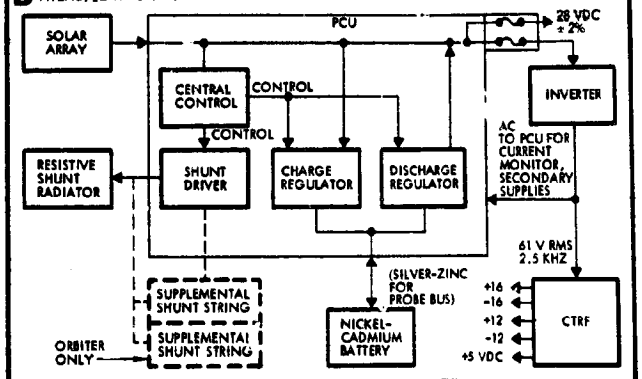 PCU
28 VDC
± 2%
SOLAR
ARRAY
CENTRAL
CONTROL
CONTROL
CONTROL
INVERTER
AC
TO PCU FOR
CURRENT
MONITOR,
SECONDARY
SUPPLIES
RESISTIVE
SHUNT
RADIATOR
SHUNT
DRIVER
CHARGE
REGULATOR
DISCHARGE
REGULATOR
61 V RMS
2.5 KHZ
(SILVER-ZINC
FOR
PROBE BUS)
SUPPLEMENTAL
SHUNT STRING
SUPPLEMENTAL
SHUNT STRING
ORBITER
ONLY
NICKEL-
CADMIUM
BATTERY
+16
-16
+12
-12
+5 VDC
CTRF